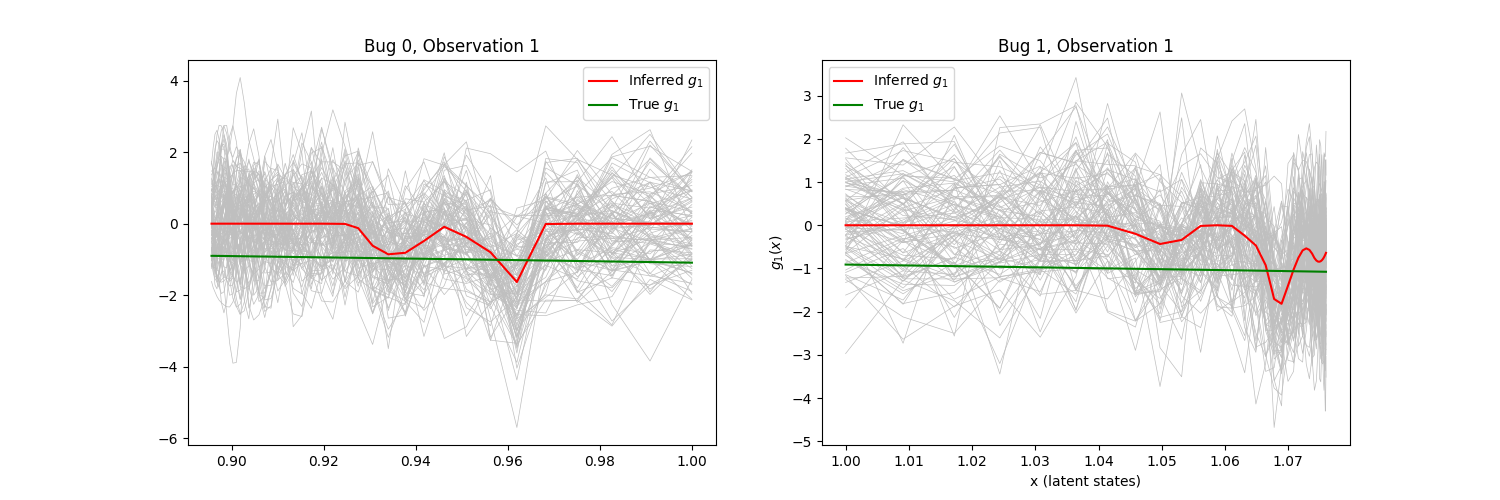 Bug 0, Observation 1
Inferred g₁
True g₁
4
2
0
−2
−4
−6
0.90 0.92 0.94 0.96 0.98 1.00
Bug 1, Observation 1
Inferred g₁
True g₁
g₁(x)
3
2
1
0
−1
−2
−3
−4
−5
1.00 1.01 1.02 1.03 1.04 1.05 1.06 1.07
x (latent states)